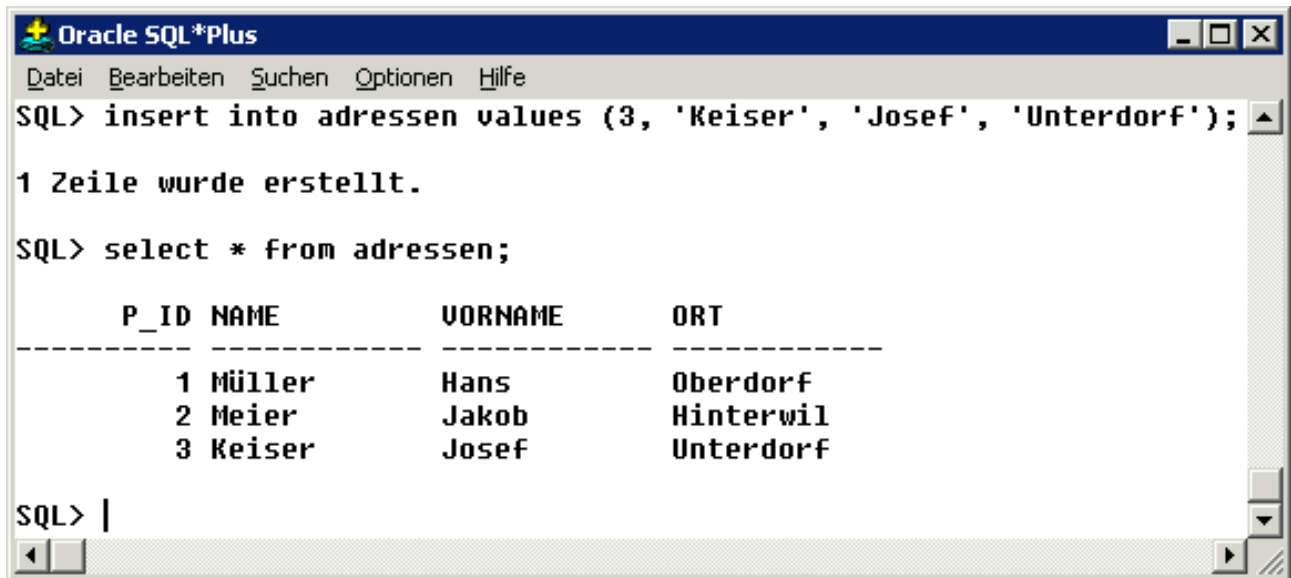 Oracle SQL*Plus
Datei Bearbeiten Suchen Optionen Hilfe
SQL> insert into adressen values (3, 'Keiser', 'Josef', 'Unterdorf');
1 Zeile wurde erstellt.
SQL> select * from adressen;
P_ID NAME VORNAME ORT
---------- ------------ ------------ ------------
1 Müller Hans Oberdorf
2 Meier Jakob Hinterwil
3 Keiser Josef Unterdorf
SQL>